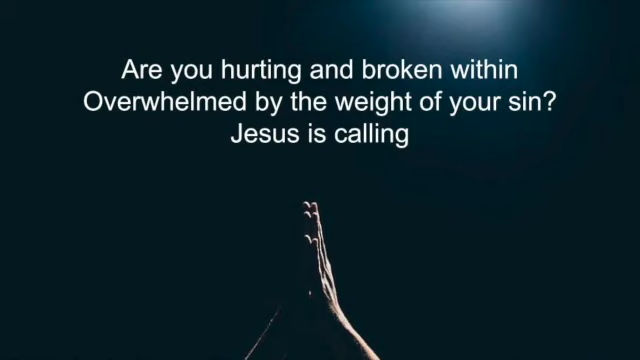 Are you hurting and broken within
Overwhelmed by the weight of your sin?
Jesus is calling